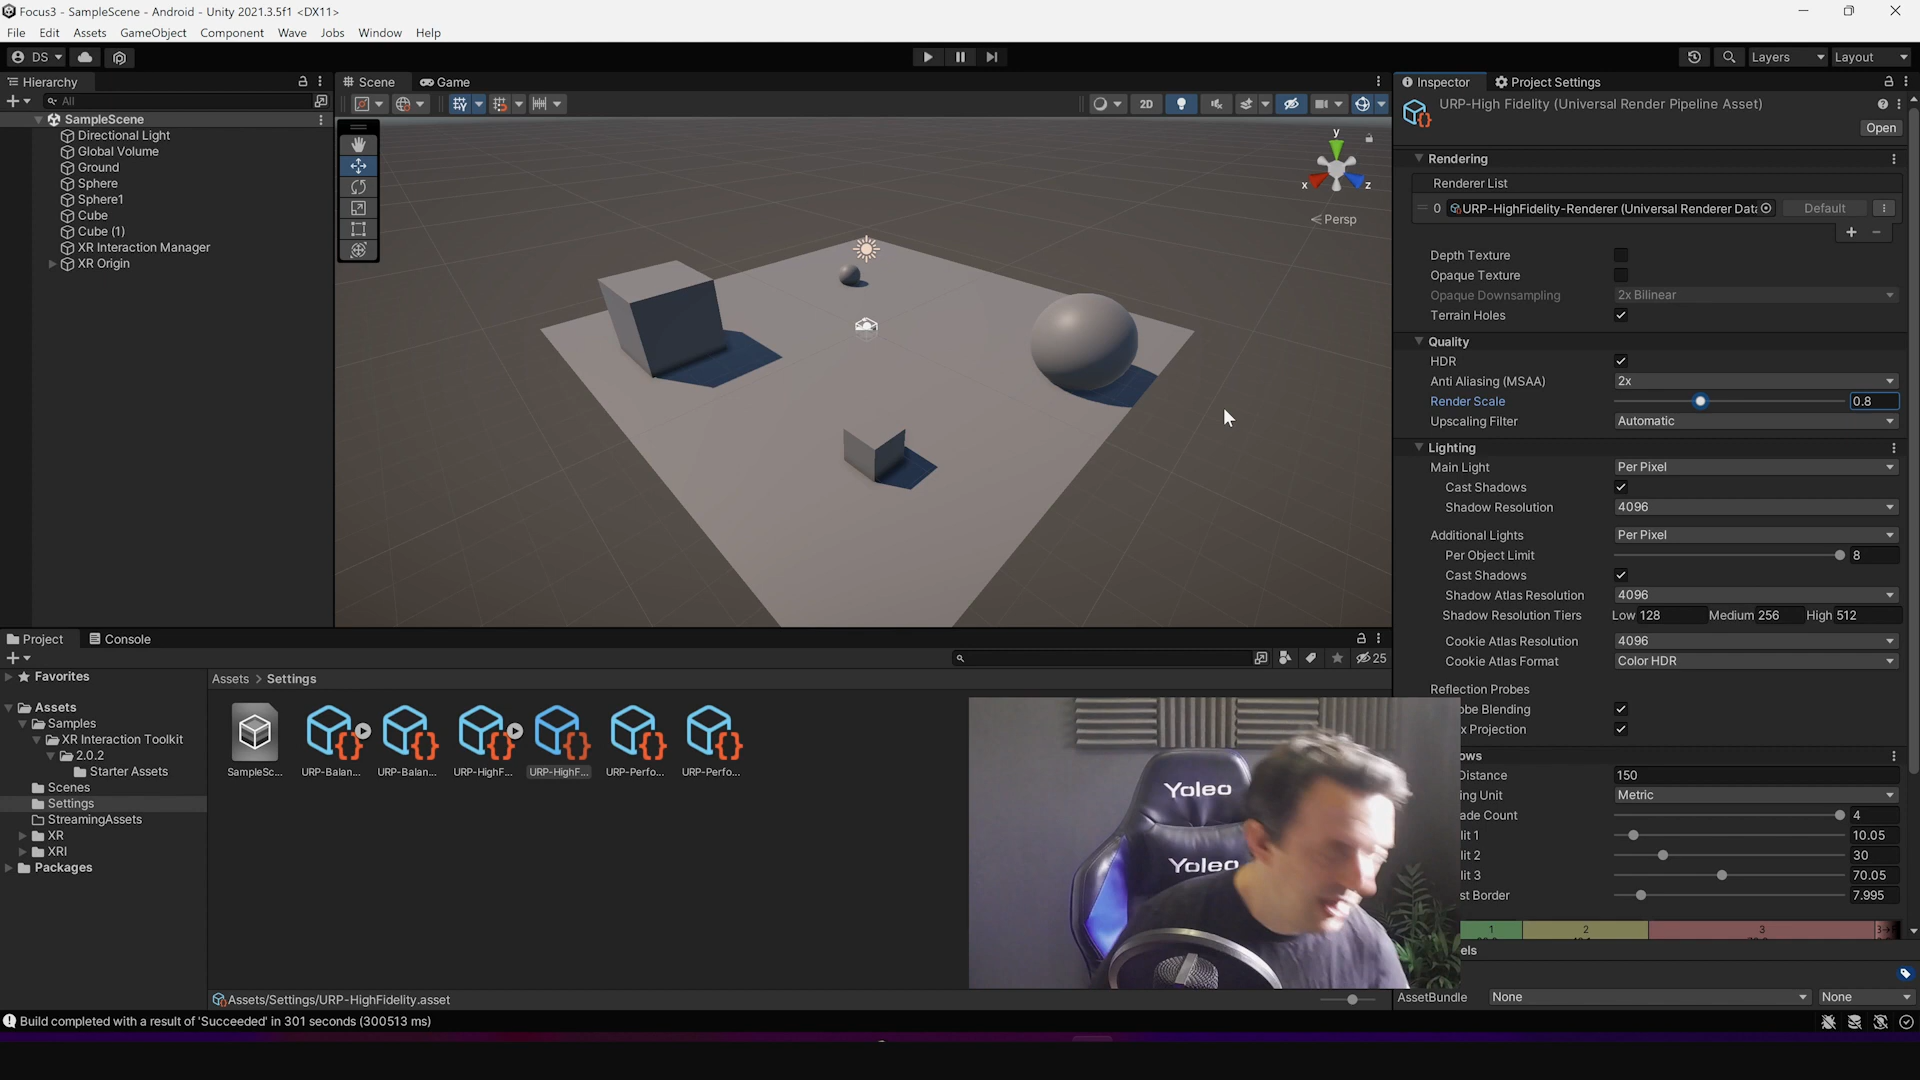 Focus3 - SampleScene - Android - Unity 2021.3.5f1 <DX11>
File Edit Assets GameObject Component Wave Jobs Window Help
DS
Layers
Layout
Hierarchy
All
SampleScene
Directional Light
Global Volume
Ground
Sphere
Sphere1
Cube
Cube (1)
XR Interaction Manager
XR Origin
Scene
Game
2D
y
x
z
Persp
Inspector
Project Settings
URP-High Fidelity (Universal Render Pipeline Asset)
Open
Rendering
Renderer List
0 URP-HighFidelity-Renderer (Universal Renderer Data
Default
Depth Texture
Opaque Texture
Opaque Downsampling 2x Bilinear
Terrain Holes
Quality
HDR
Anti Aliasing (MSAA) 2x
Render Scale 0.8
Upscaling Filter Automatic
Lighting
Main Light Per Pixel
Cast Shadows
Shadow Resolution 4096
Additional Lights Per Pixel
Per Object Limit 8
Cast Shadows
Shadow Atlas Resolution 4096
Shadow Resolution Tiers Low 128 Medium 256 High 512
Cookie Atlas Resolution 4096
Cookie Atlas Format Color HDR
Reflection Probes
obe Blending
x Projection
ows
Distance 150
ing Unit Metric
ade Count 4
lit 1 10.05
lit 2 30
lit 3 70.05
st Border 7.995
1 2 3
els
AssetBundle None None
Project
Console
25
Favorites
Assets
Samples
XR Interaction Toolkit
2.0.2
Starter Assets
Scenes
Settings
StreamingAssets
XR
XRI
Packages
Assets > Settings
SampleSc...
URP-Balan...
URP-Balan...
URP-HighF...
URP-HighF...
URP-Perfo...
URP-Perfo...
Yoleo
Yoleo
Assets/Settings/URP-HighFidelity.asset
Build completed with a result of 'Succeeded' in 301 seconds (300513 ms)